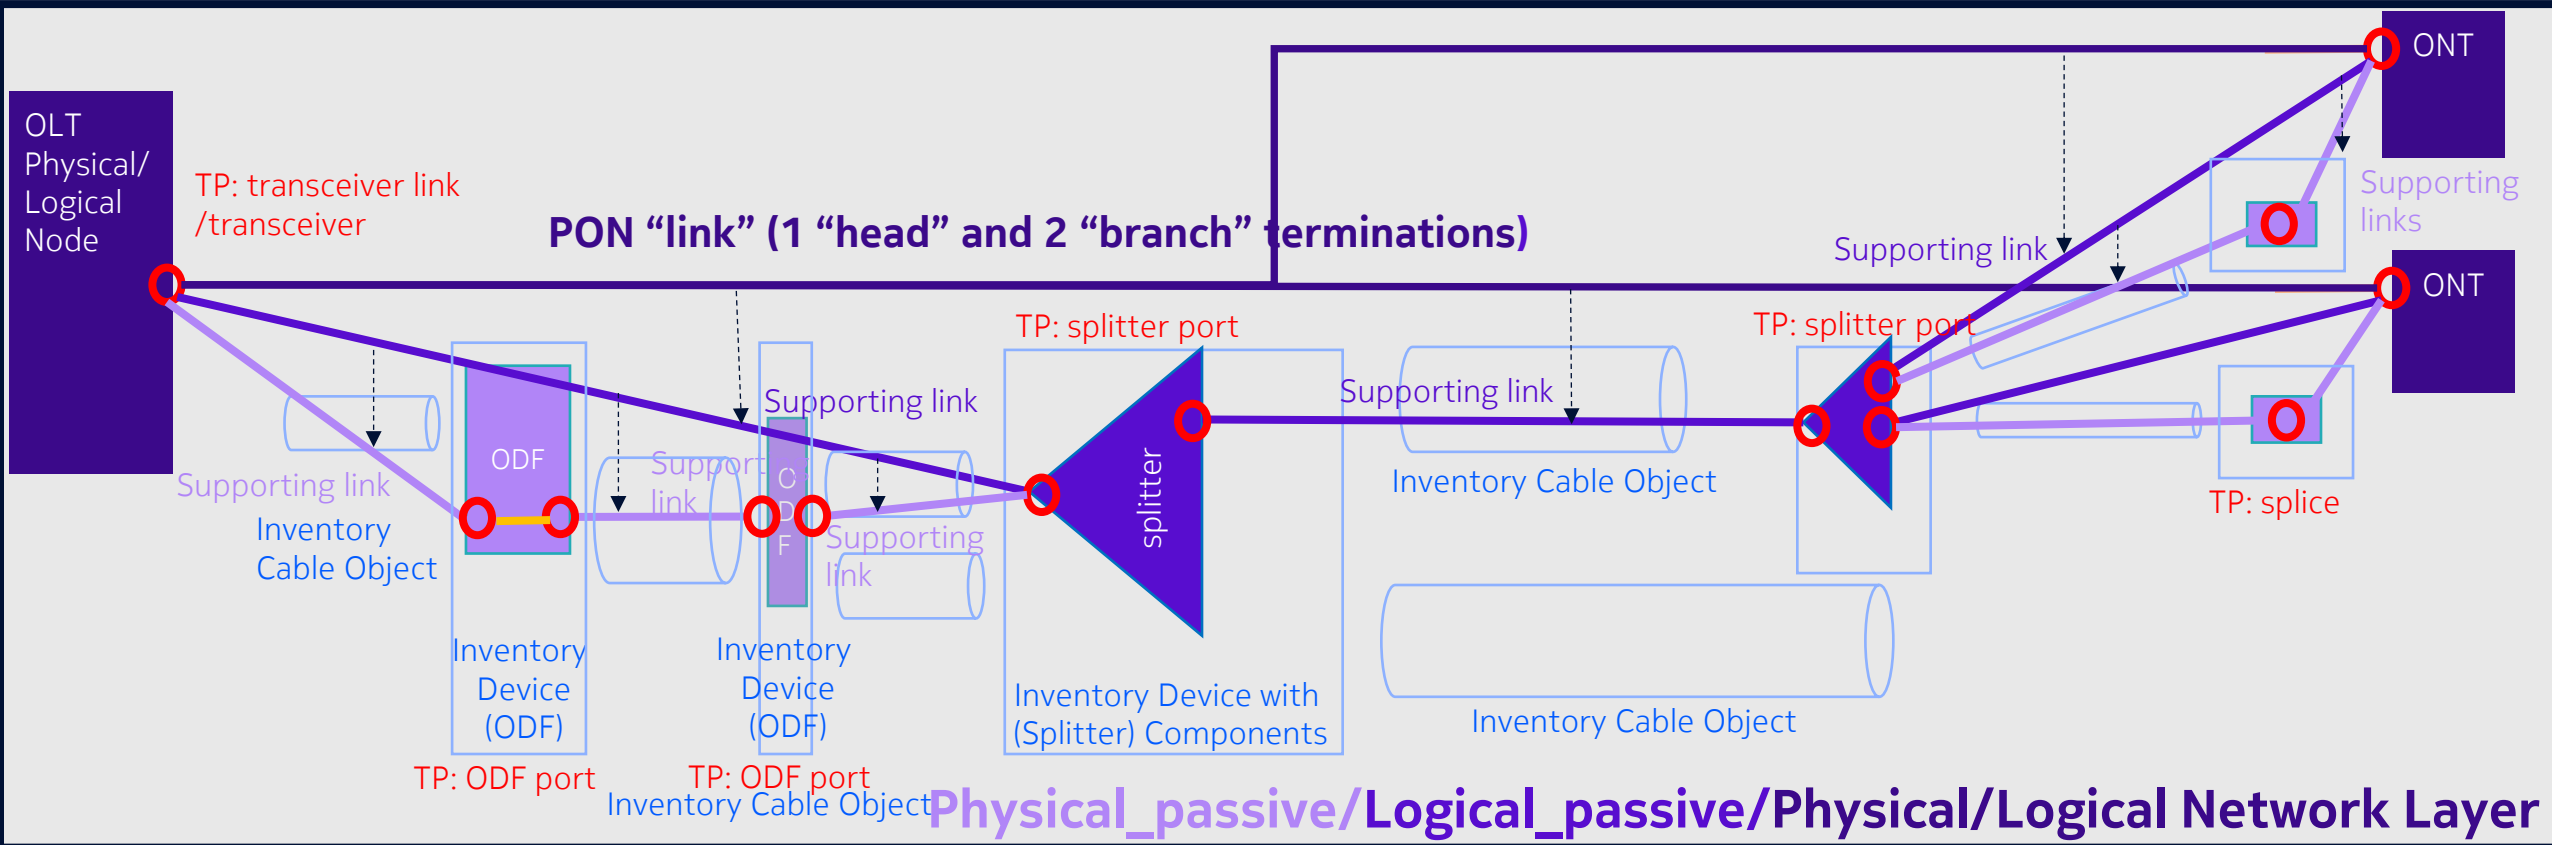 ONT
OLT
Physical/
Logical
Node
TP: transceiver link
/transceiver
PON “link” (1 “head” and 2 “branch” terminations)
Supporting
links
Supporting link
ONT
TP: splitter port
TP: splitter port
Supporting link
Supporting link
ODF
Supporting link
Supporting
link
O
D
F
splitter
Inventory Cable Object
TP: splice
Inventory
Cable Object
Supporting
link
Inventory
Device
(ODF)
Inventory
Device
(ODF)
Inventory Device with
(Splitter) Components
Inventory Cable Object
TP: ODF port
TP: ODF port
Inventory Cable Object
Physical_passive/Logical_passive/Physical/Logical Network Layer